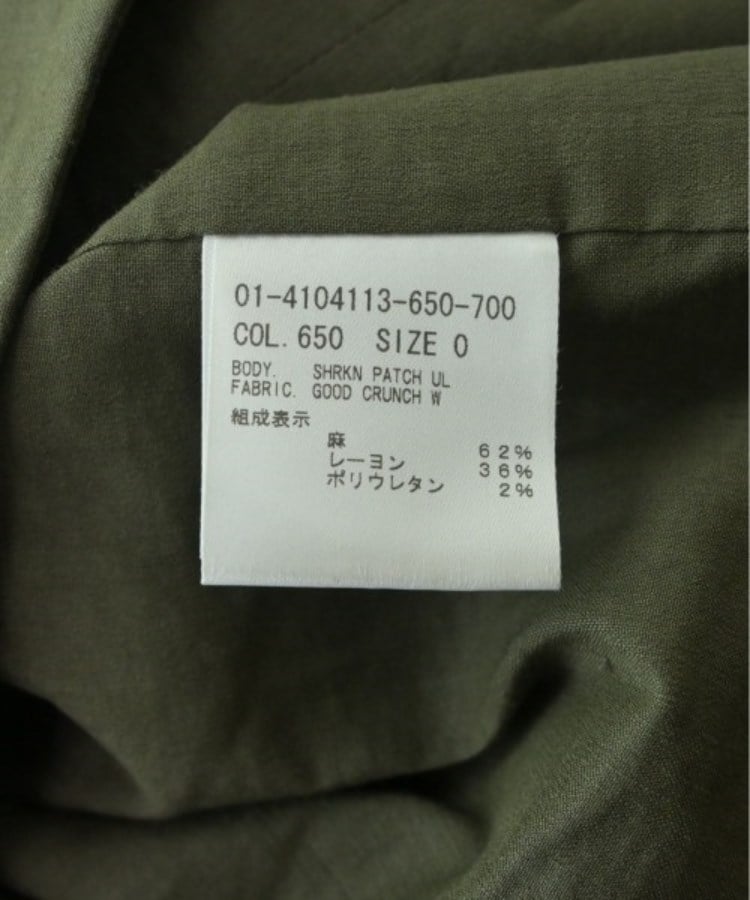 01-4104113-650-700
COL. 650 SIZE 0
BODY. SHRKN PATCH UL
FABRIC. GOOD CRUNCH W
組成表示
麻 62%
レーヨン 36%
ポリウレタン 2%